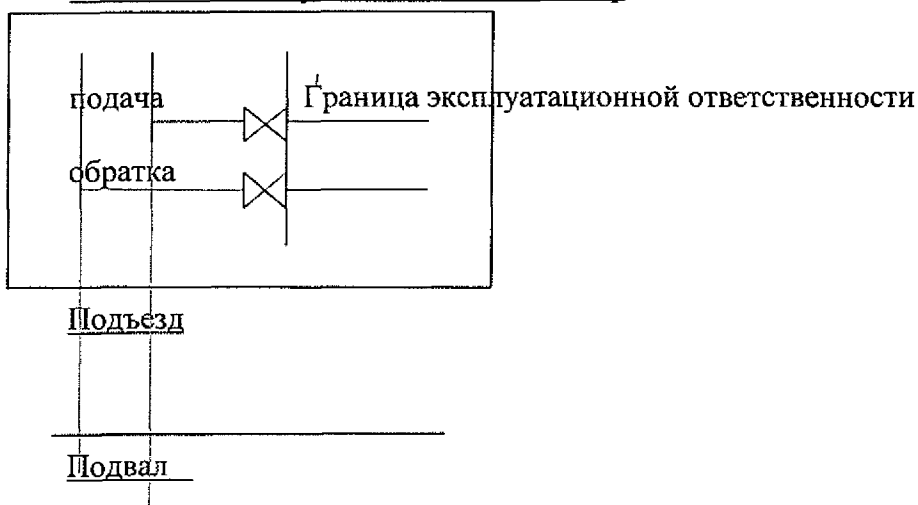 подача
Граница эксплуатационной ответственности
обратка
Подъезд
Подвал